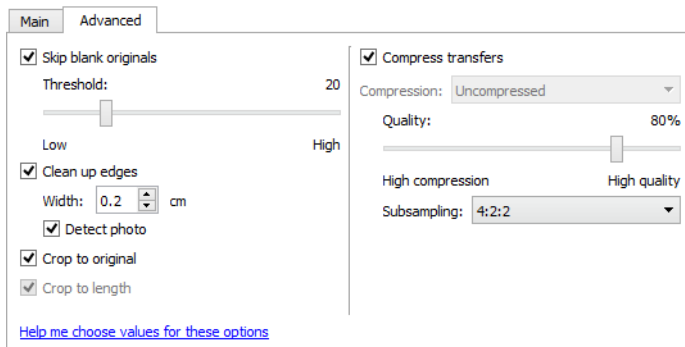 Main Advanced
Skip blank originals
Threshold: 20
Low High
Clean up edges
Width: 0.2 cm
Detect photo
Crop to original
Crop to length
Help me choose values for these options
Compress transfers
Compression: Uncompressed
Quality: 80%
High compression High quality
Subsampling: 4:2:2